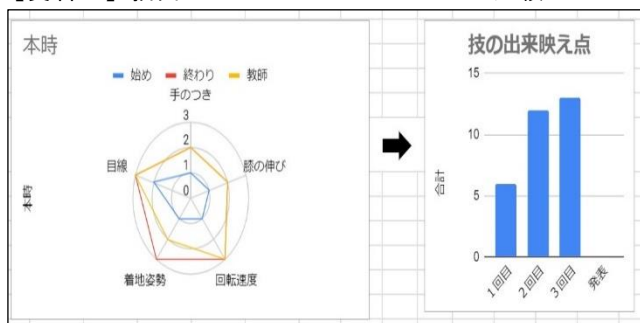 本時
始め 終わり 教師
手のつき
3
2
1
0
目線
膝の伸び
着地姿勢
回転速度
本時
技の出来映え点
15
10
5
0
合計
1回目
2回目
3回目
発表